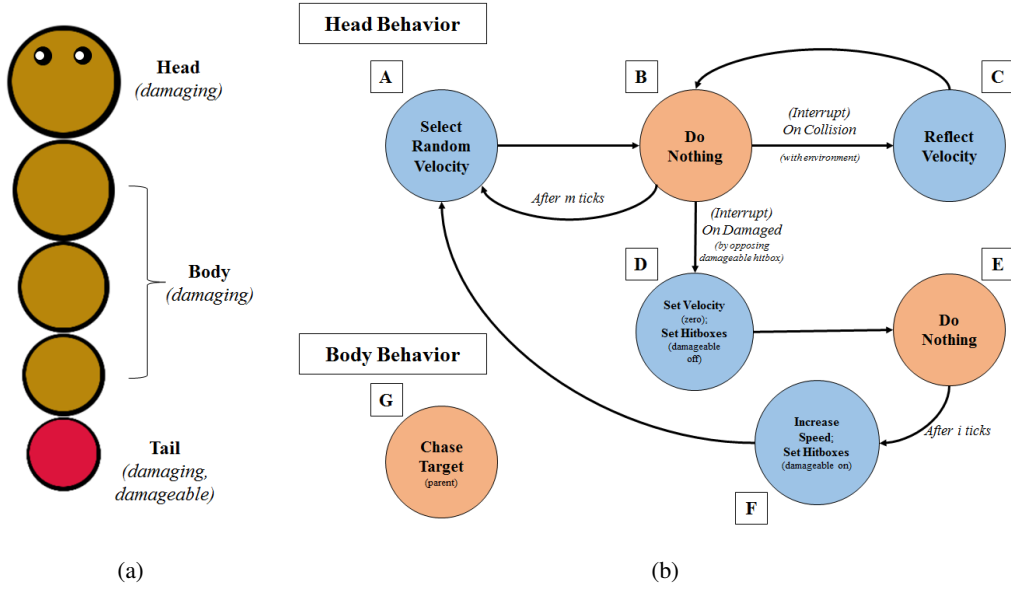 Head
(damaging)
Body
(damaging)
Tail
(damaging,
damageable)
(a)
Head Behavior
A
Select
Random
Velocity
B
Do
Nothing
(Interrupt)
On Collision
(with environment)
C
Reflect
Velocity
After m ticks
(Interrupt)
On Damaged
(by opposing
damageable hitbox)
D
Set Velocity
(zero);
Set Hitboxes
(damageable
off)
E
Do
Nothing
After i ticks
Increase
Speed;
Set Hitboxes
(damageable on)
F
Body Behavior
G
Chase
Target
(parent)
(b)